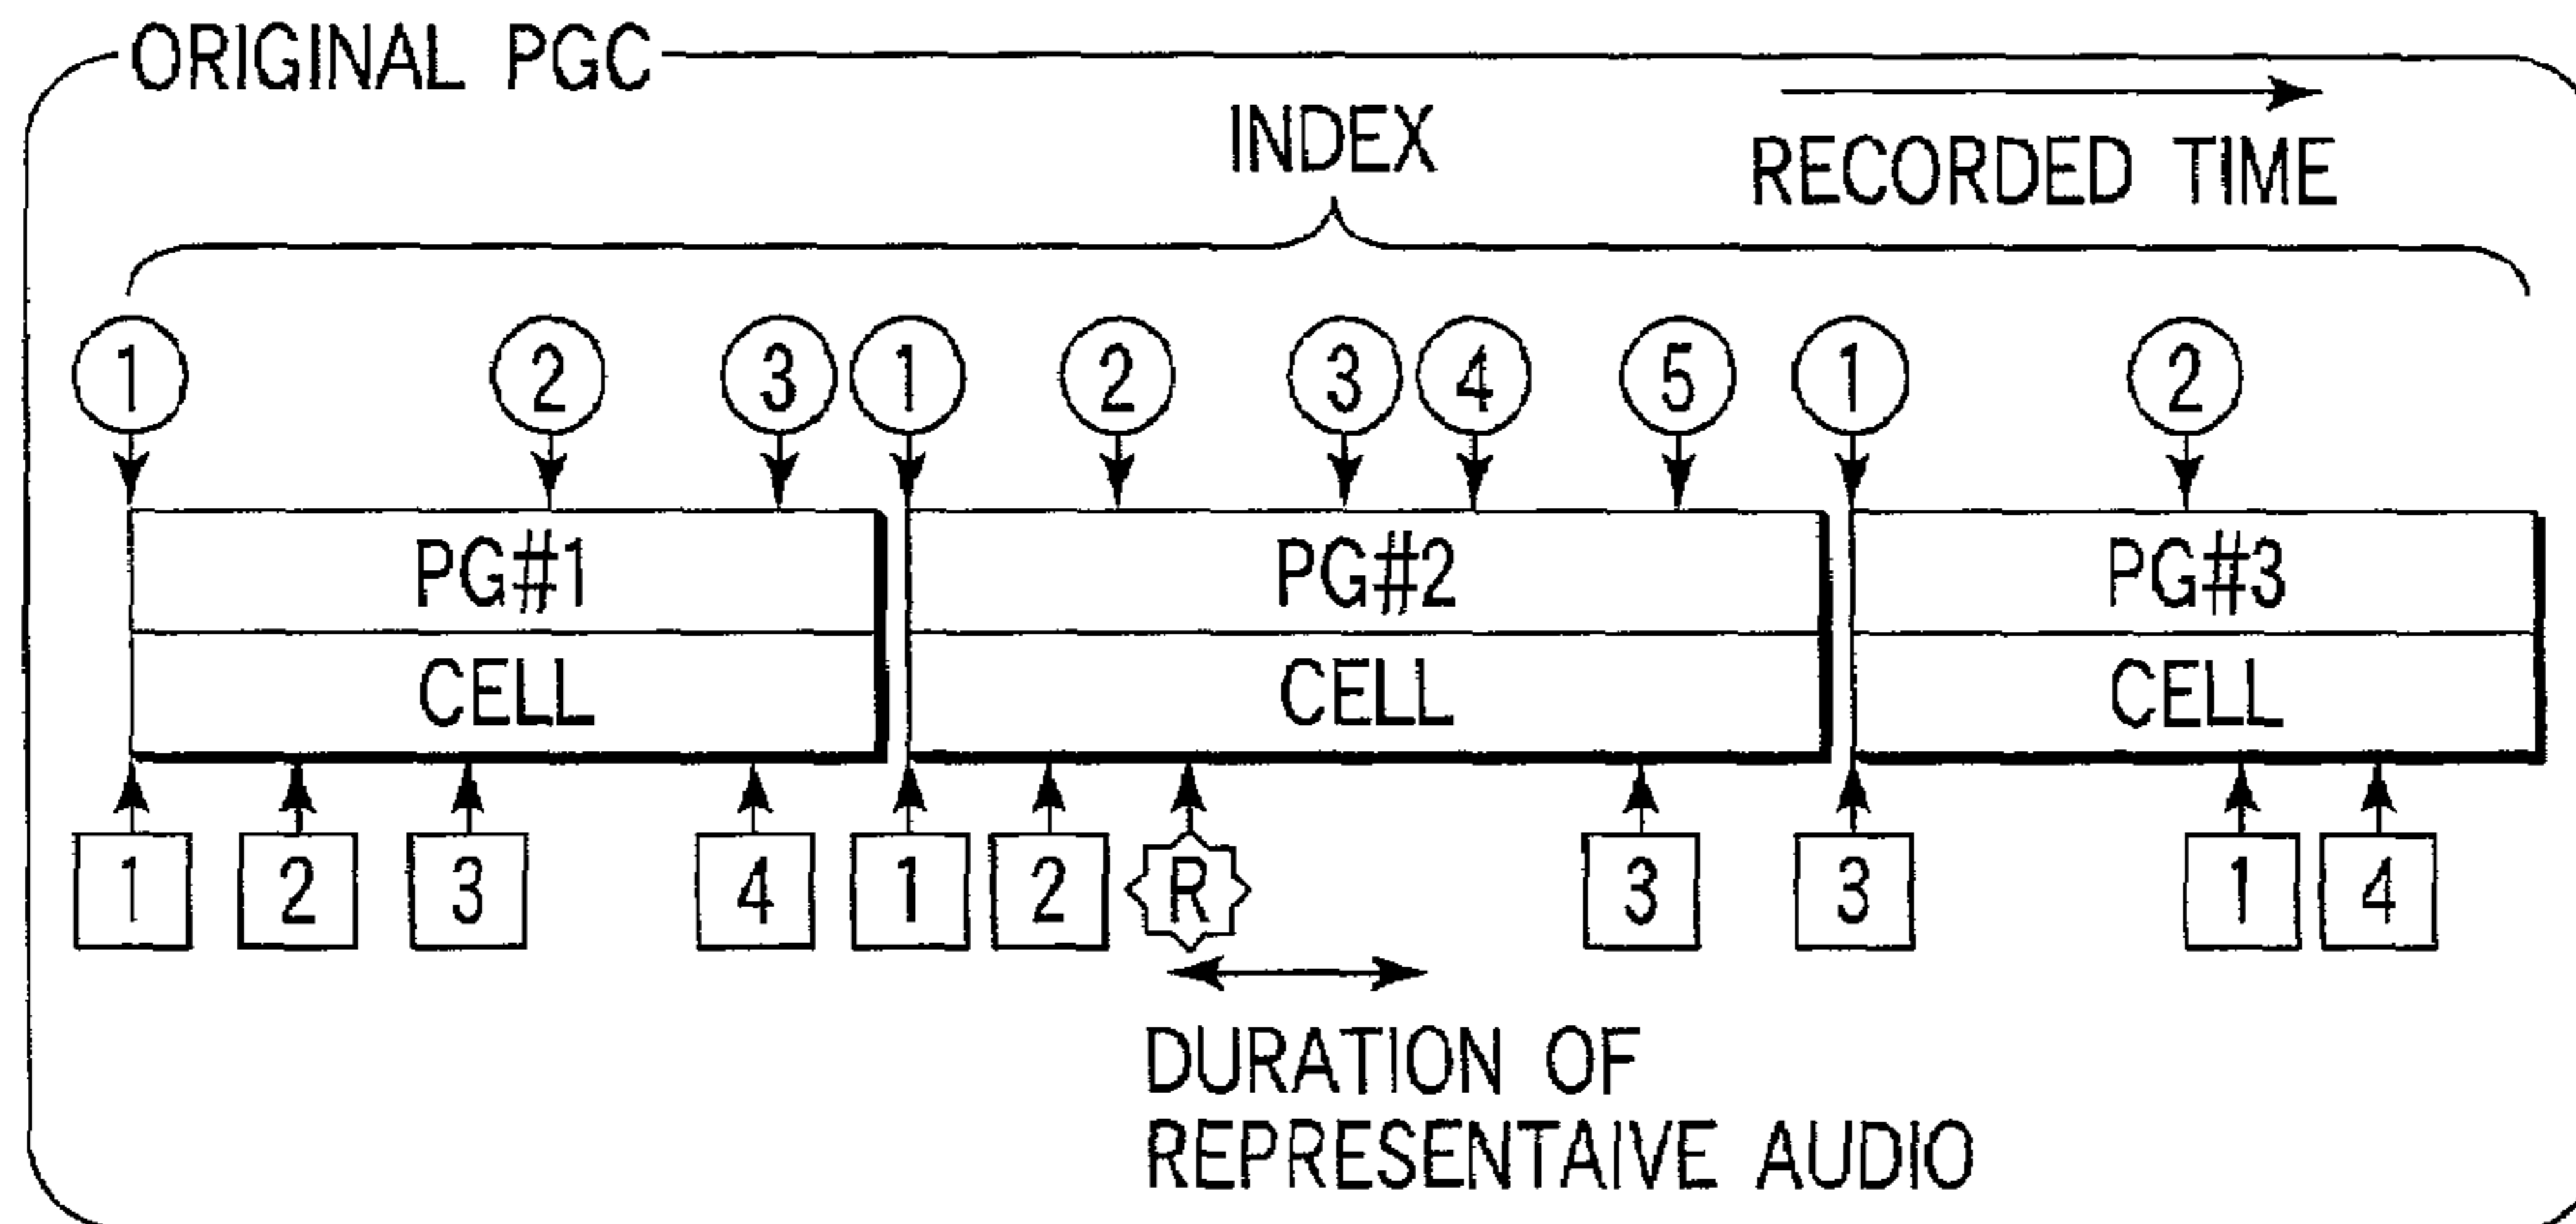 ORIGINAL PGC
INDEX
RECORDED TIME
1 2 3 1 2 3 4 5 1 2
PG#1 PG#2 PG#3
CELL CELL CELL
1 2 3 4 1 2 R 3 3 1 4
DURATION OF
REPRESENTAIVE AUDIO